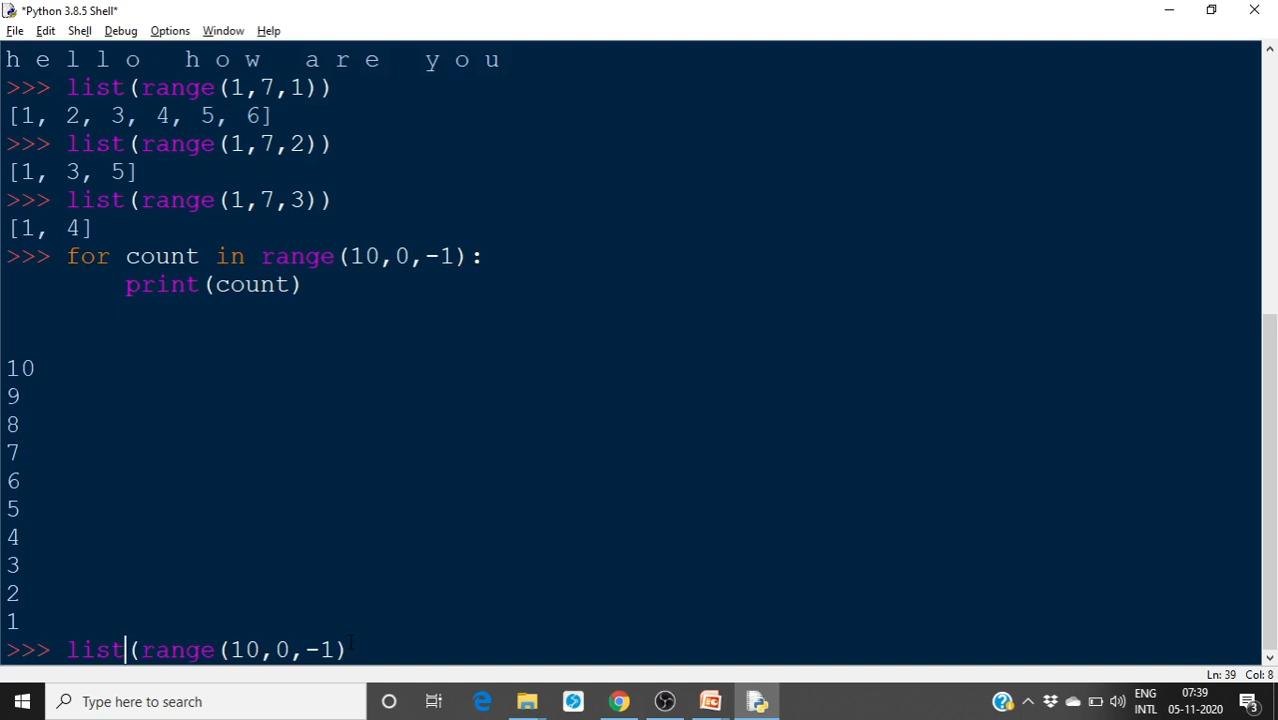 *Python 3.8.5 Shell*
File Edit Shell Debug Options Window Help
h e l l o   h o w   a r e   y o u
>>> list(range(1,7,1))
[1, 2, 3, 4, 5, 6]
>>> list(range(1,7,2))
[1, 3, 5]
>>> list(range(1,7,3))
[1, 4]
>>> for count in range(10,0,-1):
        print(count)
10
9
8
7
6
5
4
3
2
1
>>> list(range(10,0,-1)
Ln: 39 Col: 8
Type here to search
ENG
INTL
07:39
05-11-2020
3